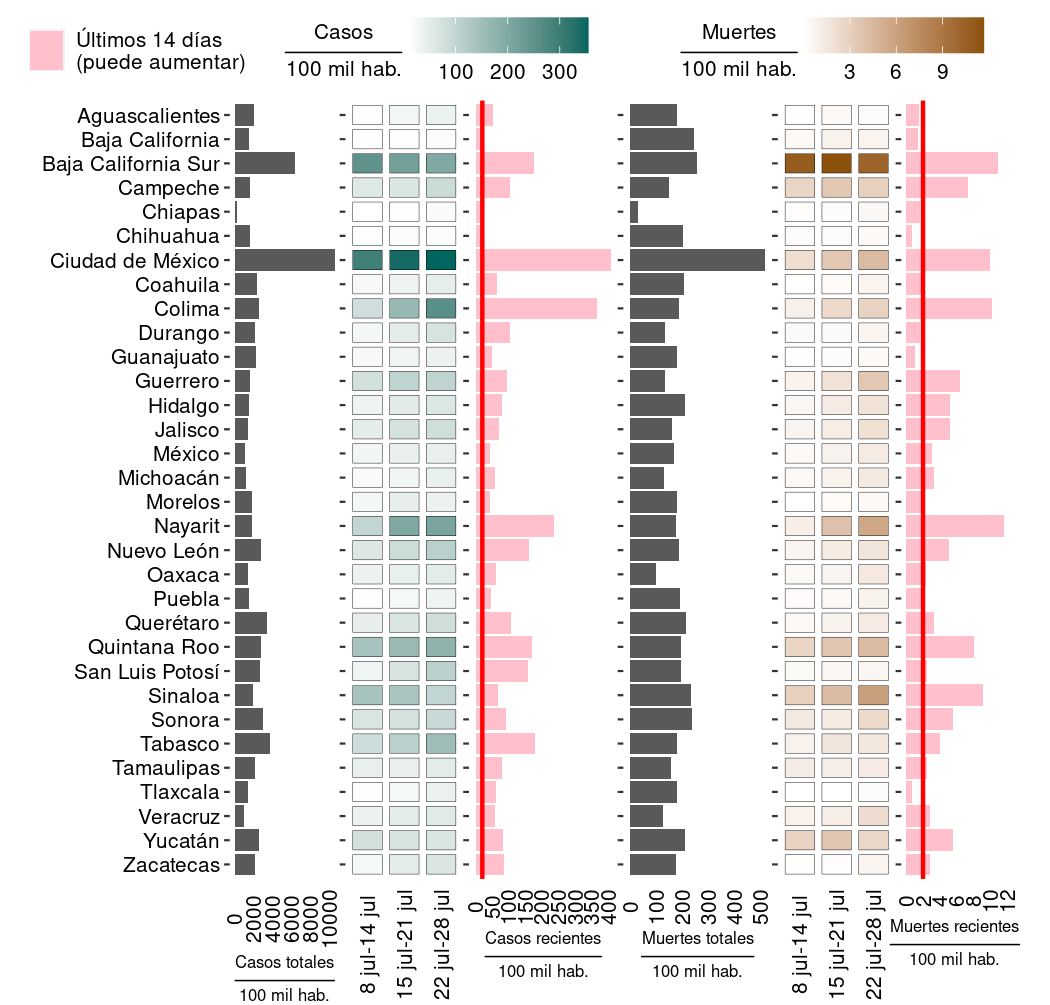 Últimos 14 días
(puede aumentar)
Casos
100 mil hab.
100 200 300
Muertes
100 mil hab.
3 6 9
Aguascalientes
Baja California
Baja California Sur
Campeche
Chiapas
Chihuahua
Ciudad de México
Coahuila
Colima
Durango
Guanajuato
Guerrero
Hidalgo
Jalisco
México
Michoacán
Morelos
Nayarit
Nuevo León
Oaxaca
Puebla
Querétaro
Quintana Roo
San Luis Potosí
Sinaloa
Sonora
Tabasco
Tamaulipas
Tlaxcala
Veracruz
Yucatán
Zacatecas
0 2000 4000 6000 8000 10000
Casos totales
100 mil hab.
8 jul-14 jul
15 jul-21 jul
22 jul-28 jul
0 50 100 150 200 250 300 350 400
Casos recientes
100 mil hab.
0 100 200 300 400 500
Muertes totales
100 mil hab.
8 jul-14 jul
15 jul-21 jul
22 jul-28 jul
0 2 4 6 8 10 12
Muertes recientes
100 mil hab.